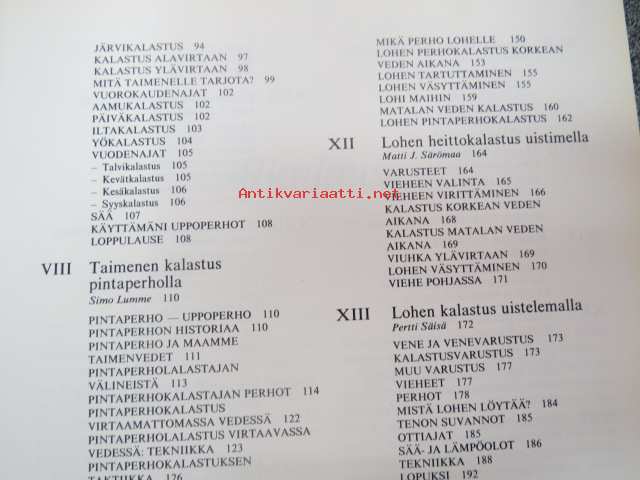 JÄRVIKALASTUS 94
KALASTUS ALAVIRTAAN 97
KALASTUS YLÄVIRTAAN 98
MITÄ TAIMENELLE TARJOTA? 99
VUOROKAUDENAJAT 102
AAMUKALASTUS 102
PÄIVÄKALASTUS 102
ILTAKALASTUS 103
YÖKALASTUS 104
VUODENAJAT 105
– Talvikalastus 105
– Kevätkalastus 105
– Kesäkalastus 106
– Syyskalastus 106
SÄÄ 107
KÄYTTÄMÄNI UPPOPERHOT 108
LOPPULAUSE 108
VIII Taimenen kalastus
pintaperholla
Simo Lumme 110
PINTAPERHO — UPPOPERHO 110
PINTAPERHON HISTORIAA 110
PINTAPERHO JA MAAMME
TAIMENVEDET 111
PINTAPERHOLALASTAJAN
VÄLINEISTÄ 113
PINTAPERHOKALASTAJAN PERHOT 114
PINTAPERHOKALASTUS
VIRTAAMATTOMASSA VEDESSÄ 122
PINTAPERHOLALASTUS VIRTAAVASSA
VEDESSÄ: TEKNIIKKA 123
PINTAPERHOKALASTUKSEN
TAKTIIKKA 126
MIKÄ PERHO LOHELLE 150
LOHEN PERHOKALASTUS KORKEAN
VEDEN AIKANA 153
LOHEN TARTUTTAMINEN 155
LOHEN VÄSYTTÄMINEN 155
LOHI MAIHIN 159
MATALAN VEDEN KALASTUS 160
LOHEN PINTAPERHOKALASTUS 162
XII Lohen heittokalastus uistimella
Matti J. Särömaa 164
VARUSTEET 164
VIEHEEN VALINTA 165
VIEHEEN VIRITTÄMINEN 166
KALASTUS KORKEAN VEDEN
AIKANA 168
KALASTUS MATALAN VEDEN
AIKANA 169
VIUHKA YLÄVIRTAAN 169
LOHEN VÄSYTTÄMINEN 170
VIEHE POHJASSA 171
XIII Lohen kalastus uistelemalla
Pertti Säisä 172
VENE JA VENEVARUSTUS 173
KALASTUSVARUSTUS 173
MUU VARUSTUS 177
VIEHEET 177
PERHOT 178
MISTÄ LOHEN LÖYTÄÄ? 184
TENON SUVANNOT 185
OTTIAJAT 185
SÄÄ- JA LÄMPÖOLOT 186
TEKNIIKKA 188
LOPUKSI 192
Antikvariaatti.net